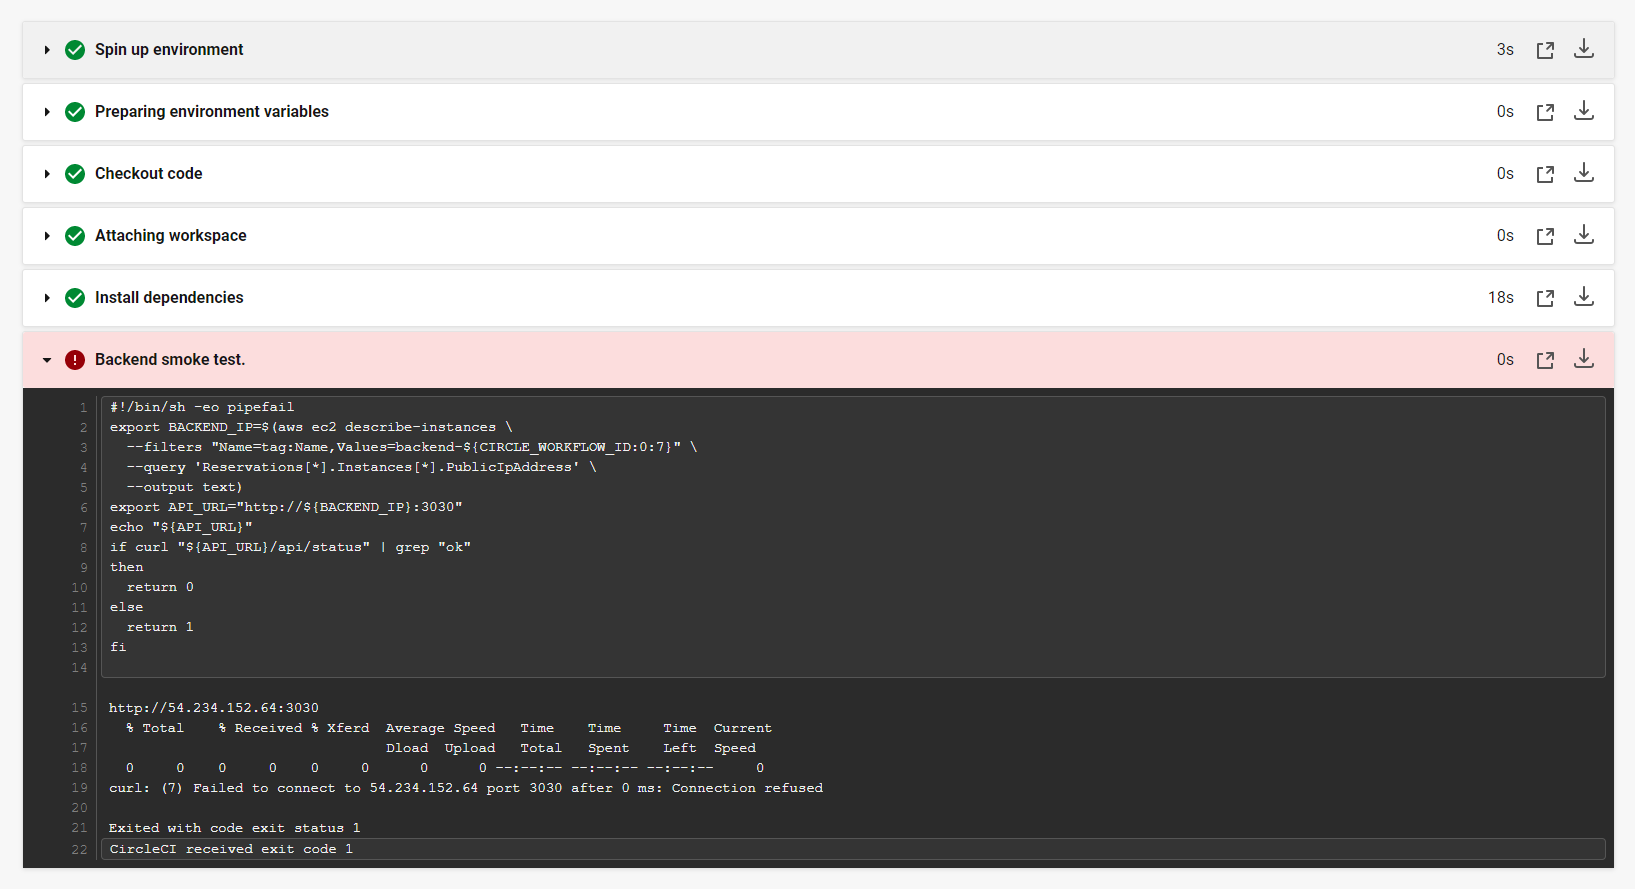 Spin up environment 3s
Preparing environment variables 0s
Checkout code 0s
Attaching workspace 0s
Install dependencies 18s
! Backend smoke test. 0s
1 #!/bin/sh -eo pipefail
2 export BACKEND_IP=$(aws ec2 describe-instances \
3   --filters "Name=tag:Name,Values=backend-${CIRCLE_WORKFLOW_ID:0:7}" \
4   --query 'Reservations[*].Instances[*].PublicIpAddress' \
5   --output text)
6 export API_URL="http://${BACKEND_IP}:3030"
7 echo "${API_URL}"
8 if curl "${API_URL}/api/status" | grep "ok"
9 then
10   return 0
11 else
12   return 1
13 fi
14
15 http://54.234.152.64:3030
16   % Total    % Received % Xferd  Average Speed   Time    Time     Time  Current
17                                  Dload  Upload   Total   Spent    Left  Speed
18   0     0    0     0    0     0      0      0 --:--:-- --:--:-- --:--:--     0
19 curl: (7) Failed to connect to 54.234.152.64 port 3030 after 0 ms: Connection refused
20
21 Exited with code exit status 1
22 CircleCI received exit code 1